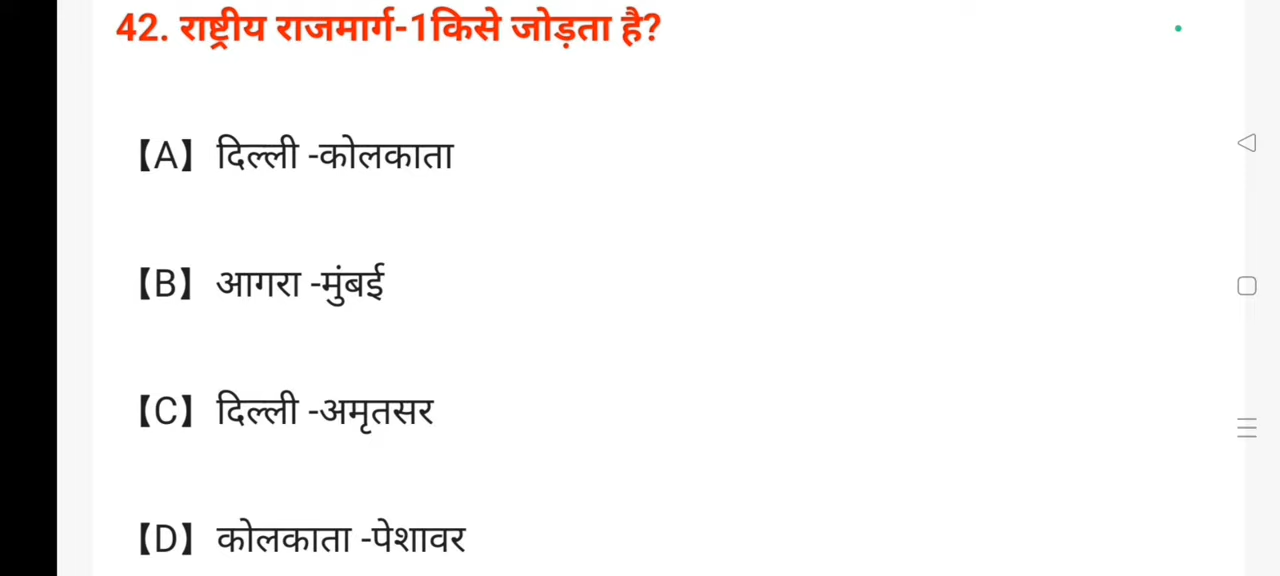 42. राष्ट्रीय राजमार्ग-1किसे जोड़ता है?
【A】 दिल्ली -कोलकाता
【B】 आगरा -मुंबई
【C】 दिल्ली -अमृतसर
【D】 कोलकाता -पेशावर